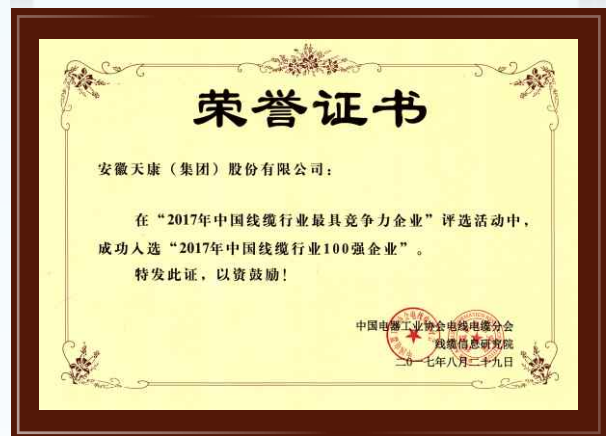 荣誉证书
安徽天康（集团）股份有限公司：
在“2017年中国线缆行业最具竞争力企业”评选活动中，
成功入选“2017年中国线缆行业100强企业”。
特发此证，以资鼓励！
中国电器工业协会电线电缆分会
线缆信息研究院
二〇一七年八月二十九日